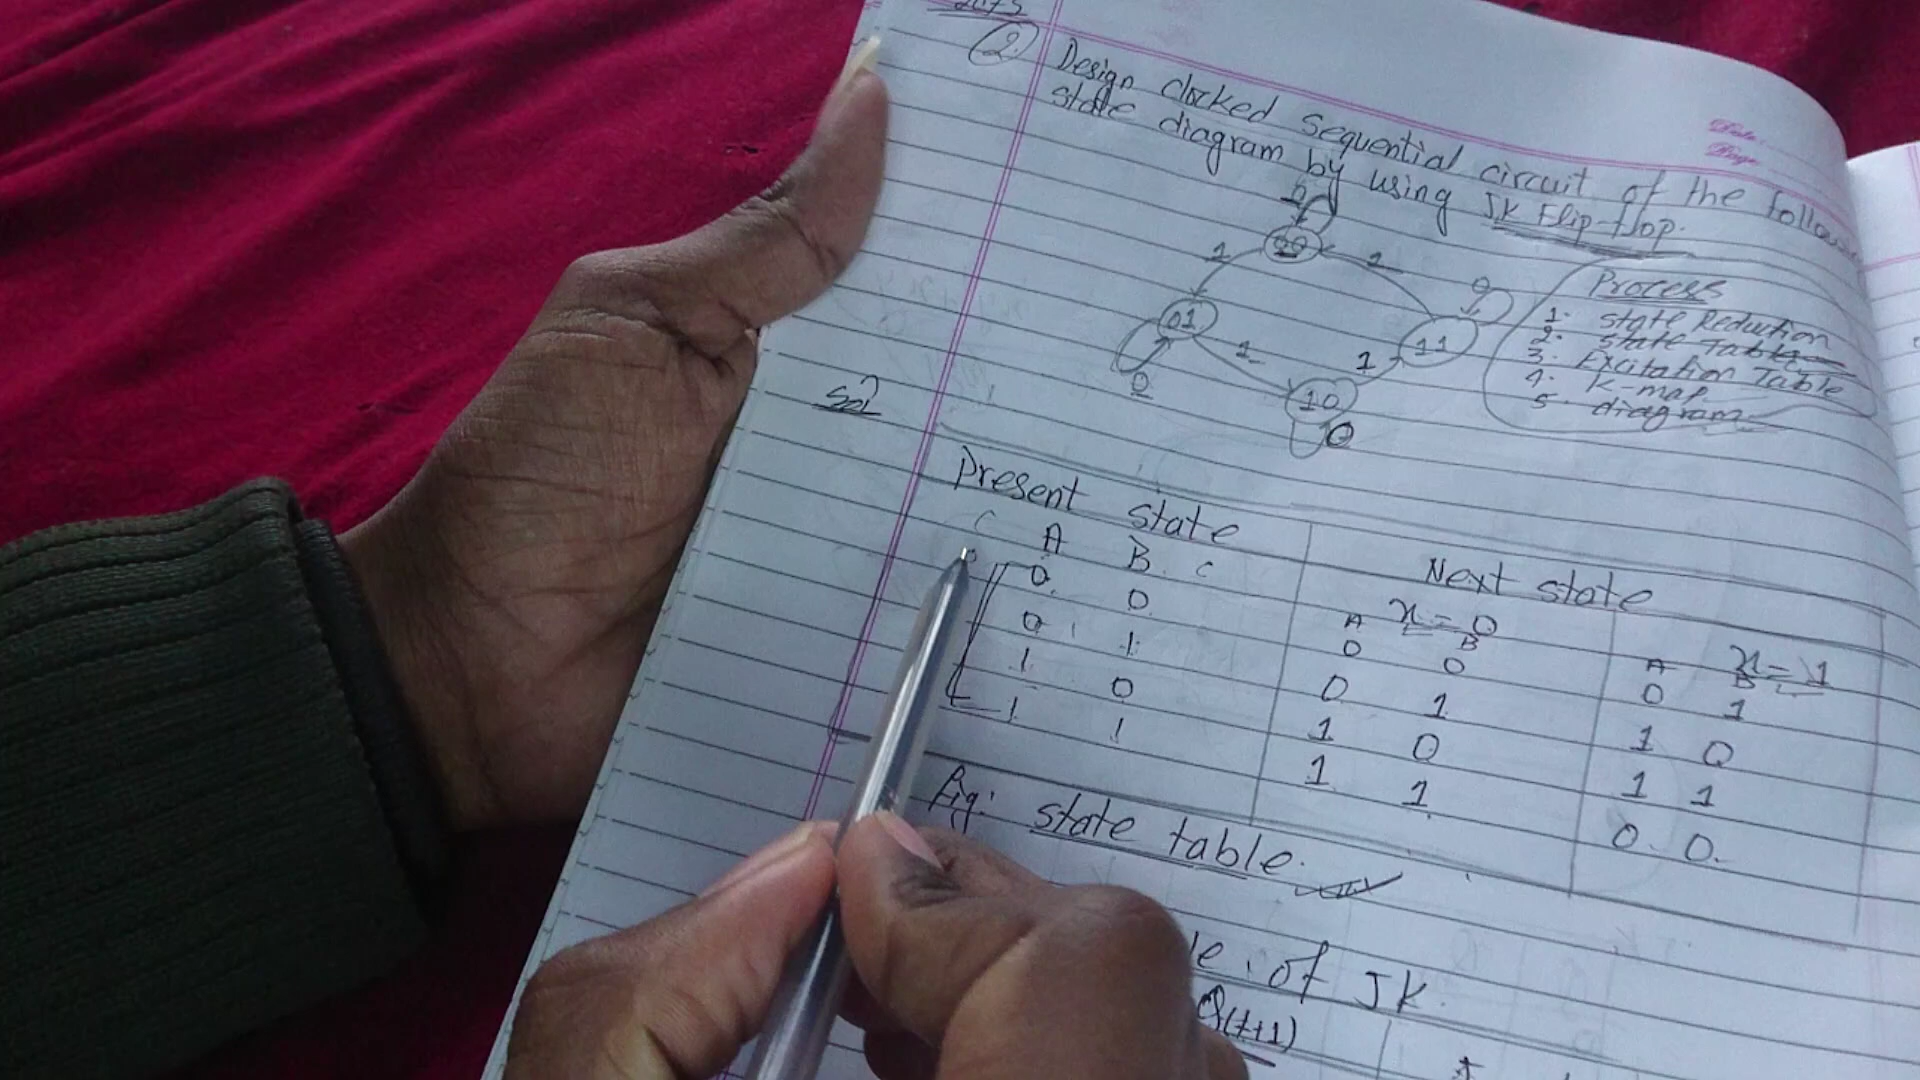 2075
2. Design clocked sequential circuit of the follow
state diagram by using JK Flip-flop.
0
00
1
1
0
01
11
1
1
0
10
0
Process
1. state Reduction
2. state Table
3. Excitation Table
4. K-map
5. diagram
Sol
Present state
Next state
C A B C
x = 0
x = 1
A B
A B
0 0
0 0
0 1
0 1
0 1
1 0
1 0
1 0
1 1
1 1
1 1
0 0.
Fig: state table.
le of JK.
Q(t+1)